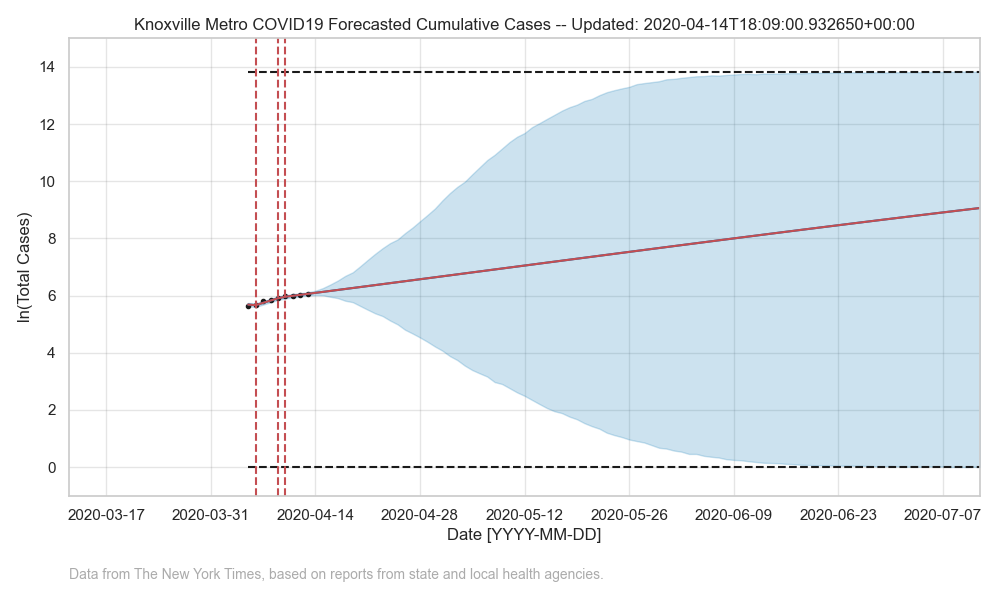 Knoxville Metro COVID19 Forecasted Cumulative Cases -- Updated: 2020-04-14T18:09:00.932650+00:00
ln(Total Cases)
14
12
10
8
6
4
2
0
2020-03-17 2020-03-31 2020-04-14 2020-04-28 2020-05-12 2020-05-26 2020-06-09 2020-06-23 2020-07-07
Date [YYYY-MM-DD]
Data from The New York Times, based on reports from state and local health agencies.